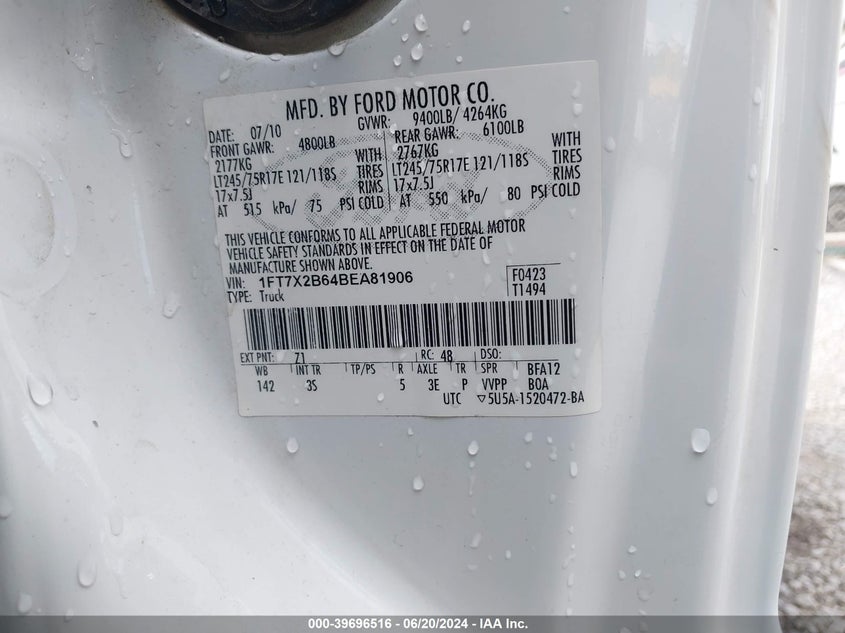 MFD. BY FORD MOTOR CO.
DATE: 07/10 GVWR: 9400LB/ 4264KG
FRONT GAWR: 4800LB REAR GAWR: 6100LB
2177KG WITH 2767KG WITH
LT245/75R17E 121/118S TIRES LT245/75R17E 121/118S TIRES
17x7.5J RIMS 17x7.5J RIMS
AT 515 kPa/ 75 PSI COLD AT 550 kPa/ 80 PSI COLD
THIS VEHICLE CONFORMS TO ALL APPLICABLE FEDERAL MOTOR
VEHICLE SAFETY STANDARDS IN EFFECT ON THE DATE OF
MANUFACTURE SHOWN ABOVE.
VIN: 1FT7X2B64BEA81906 F0423
TYPE: Truck T1494
EXT PNT: Z1 RC: 48 DSO:
WB INT TR TP/PS R AXLE TR SPR BFA12
142 3S 5 3E P VVPP BOA
UTC ▽5U5A-1520472-BA
000-39696516 / 06/20/2024 - IAA Inc.